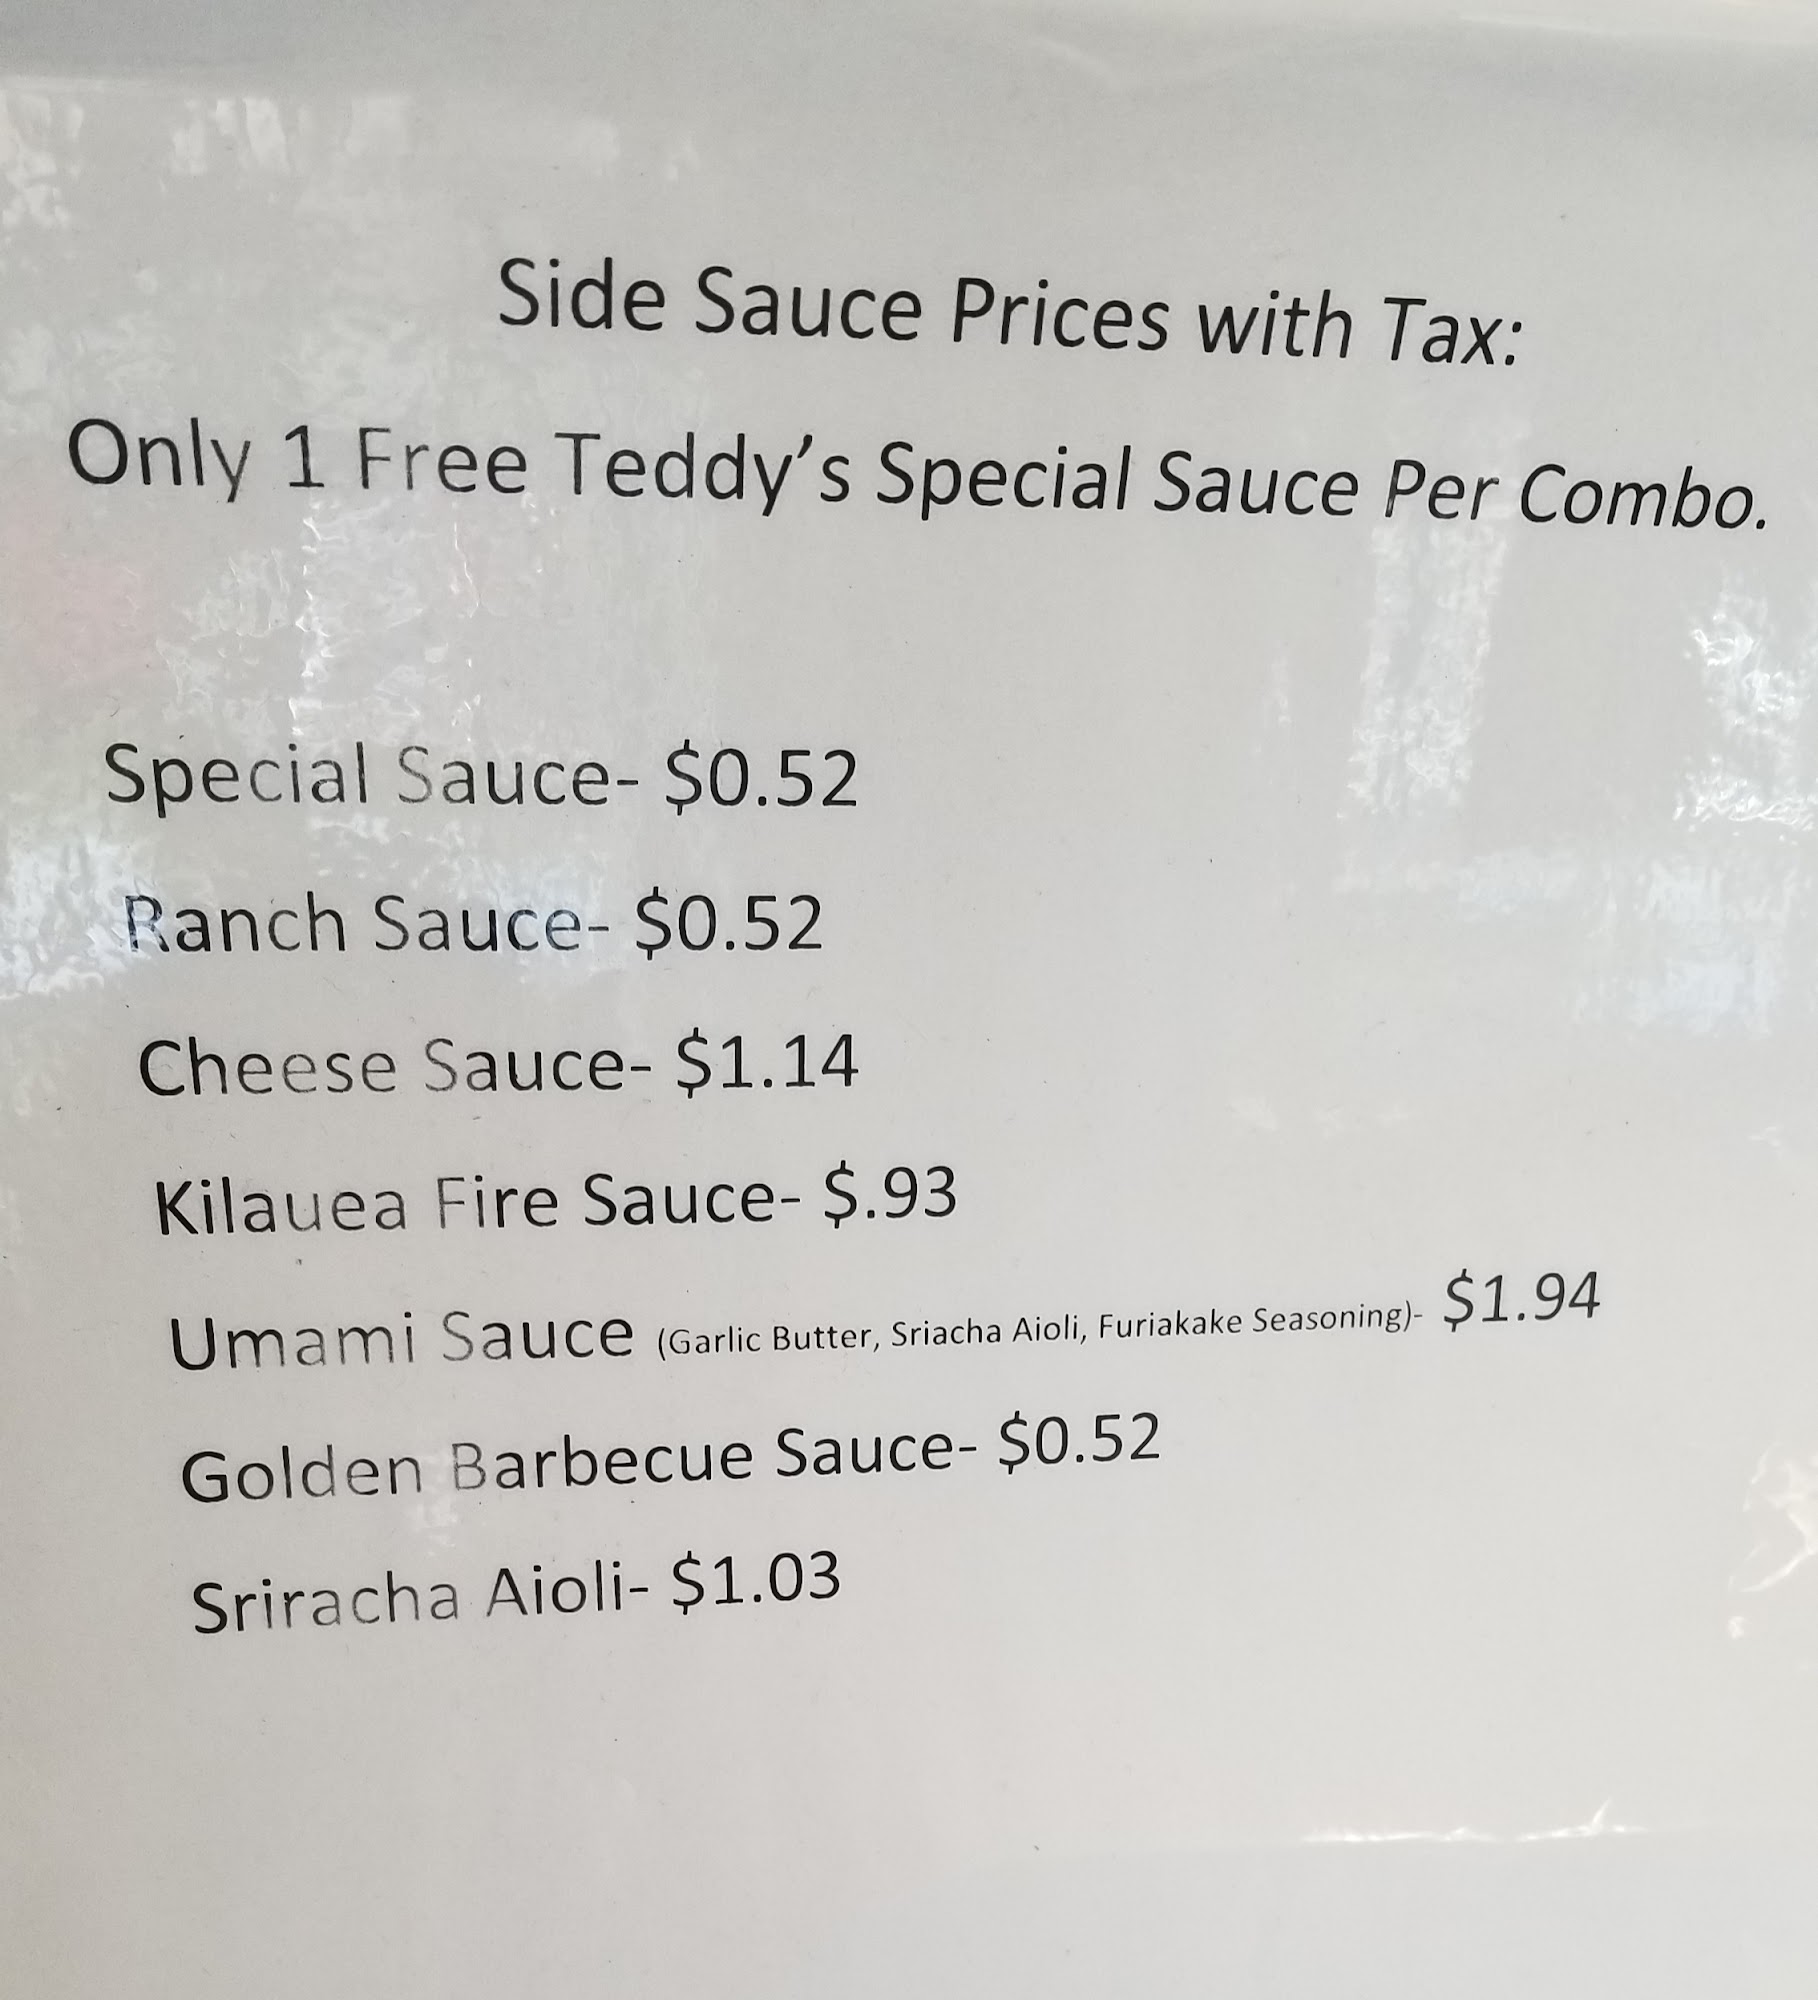 Side Sauce Prices with Tax:
Only 1 Free Teddy's Special Sauce Per Combo.
Special Sauce- $0.52
Ranch Sauce- $0.52
Cheese Sauce- $1.14
Kilauea Fire Sauce- $.93
Umami Sauce (Garlic Butter, Sriacha Aioli, Furiakake Seasoning)- $1.94
Golden Barbecue Sauce- $0.52
Sriracha Aioli- $1.03